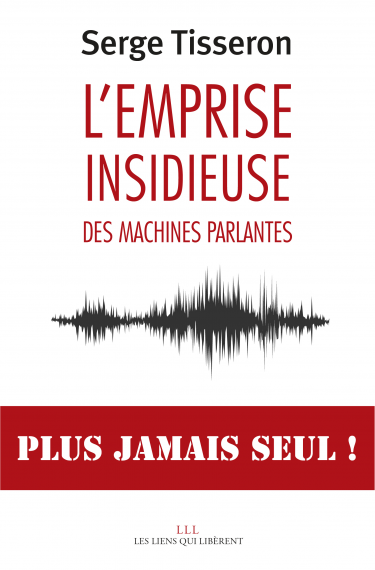 Serge Tisseron
L'EMPRISE
INSIDIEUSE
DES MACHINES PARLANTES
PLUS JAMAIS SEUL !
LLL
LES LIENS QUI LIBÈRENT